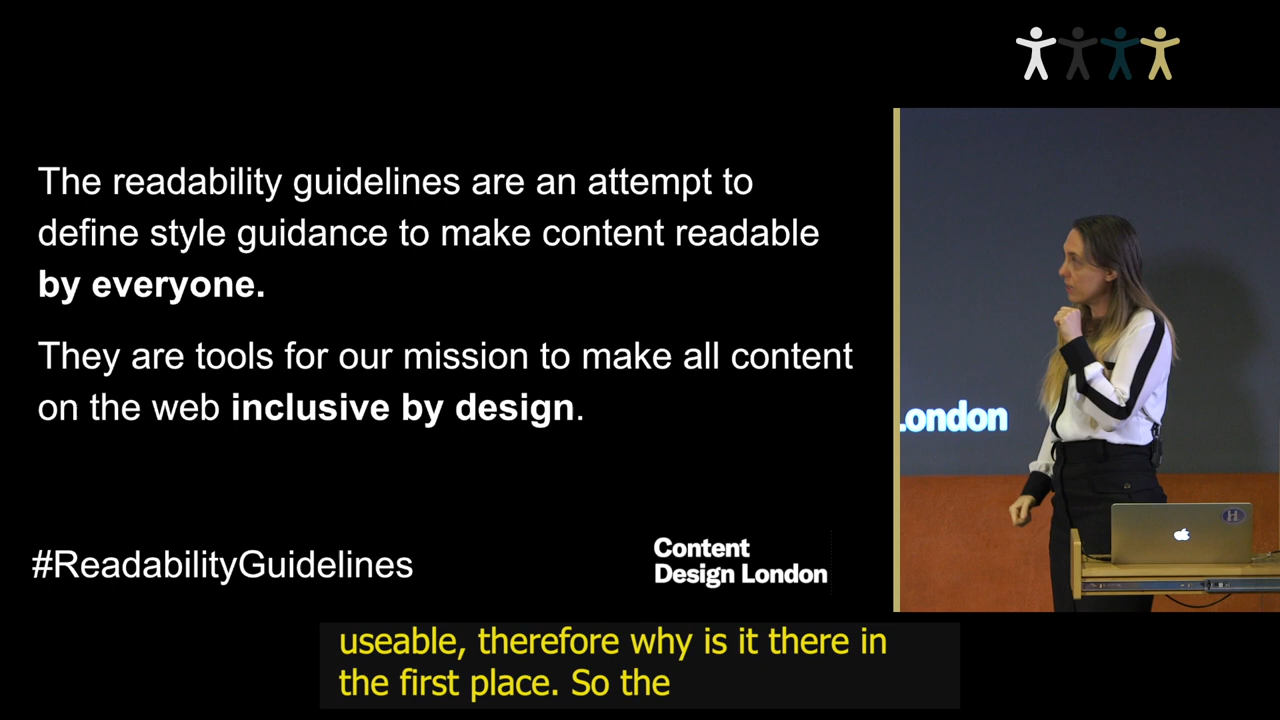 The readability guidelines are an attempt to
define style guidance to make content readable
by everyone.
They are tools for our mission to make all content
on the web inclusive by design.
#ReadabilityGuidelines
Content
Design London
London
H
useable, therefore why is it there in
the first place. So the